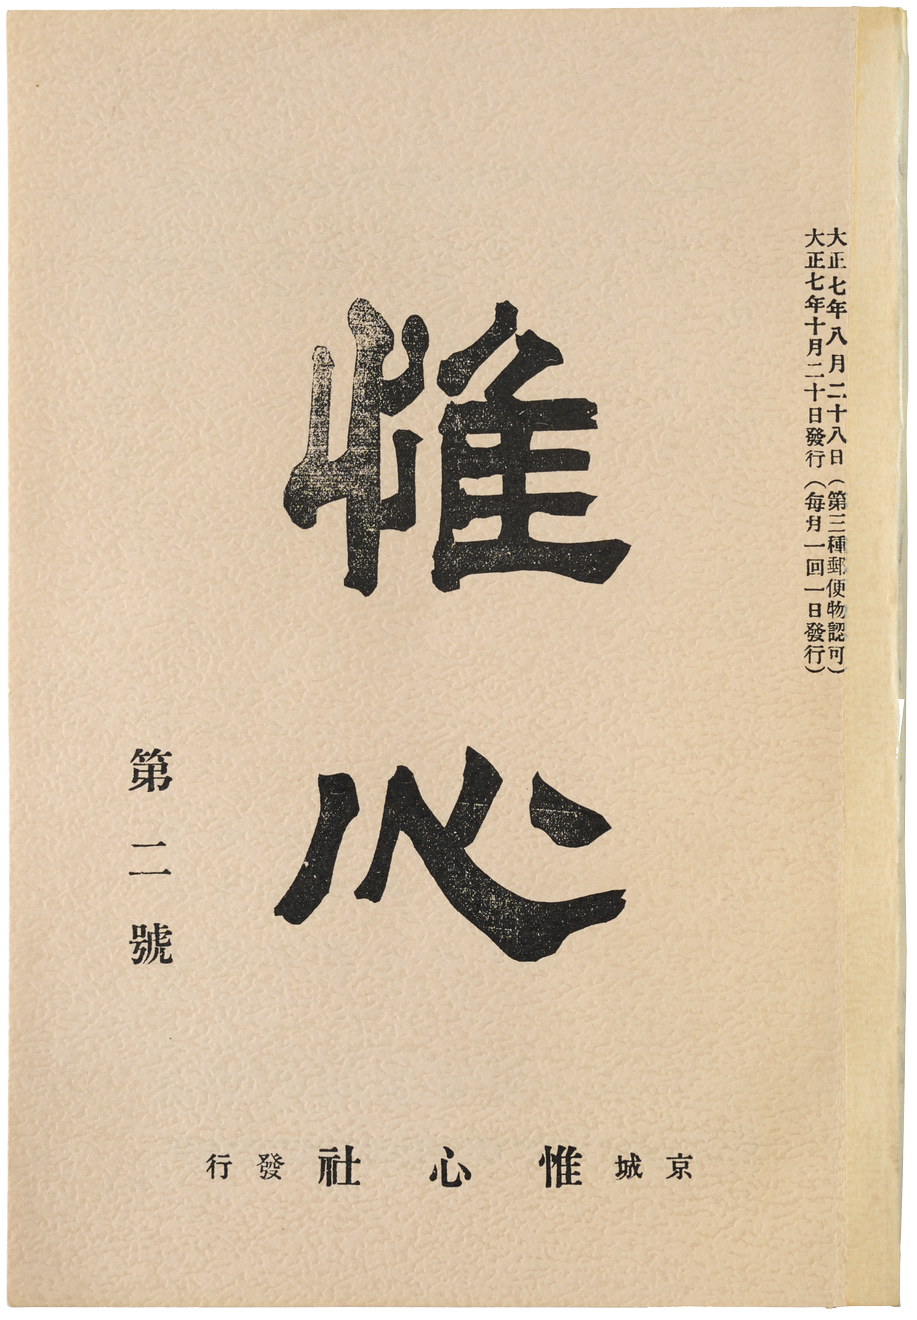 大正七年八月二十八日(第三種郵便物認可)
大正七年十月二十日發行(每月一回一日發行)
惟心
第二號
京城惟心社發行